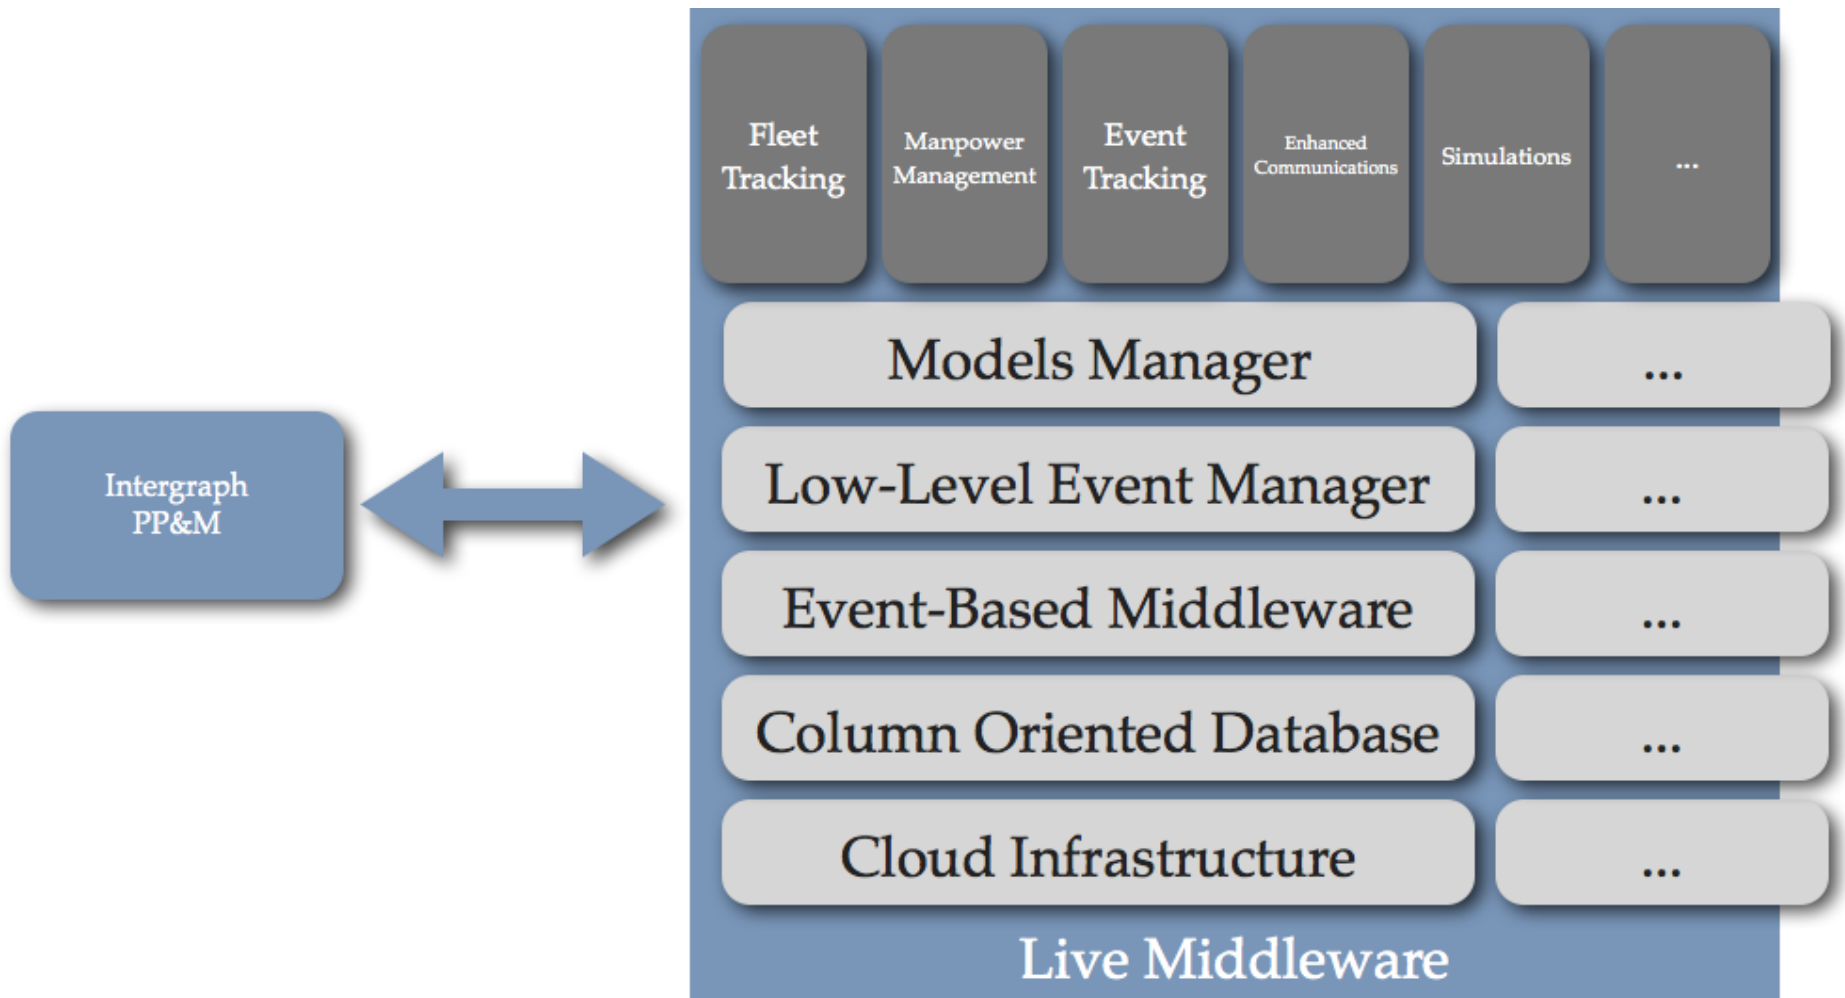 Fleet
Tracking
Manpower
Management
Event
Tracking
Enhanced
Communications
Simulations
...
Models Manager
...
Low-Level Event Manager
...
Intergraph
PP&M
Event-Based Middleware
...
Column Oriented Database
...
Cloud Infrastructure
...
Live Middleware